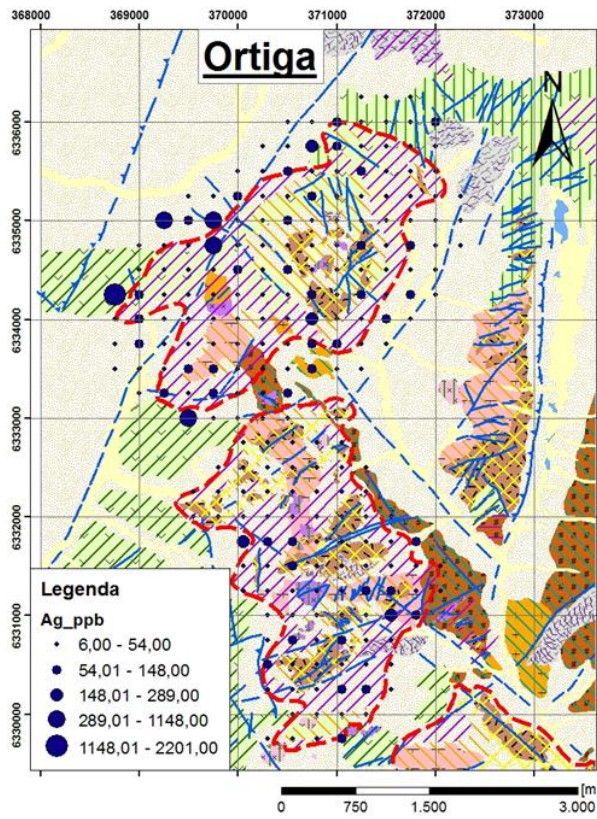 368000 369000 370000 371000 372000 373000
Ortiga
N
6336000
6335000
6334000
6333000
6332000
6331000
6330000
Legenda
Ag_ppb
6,00 - 54,00
54,01 - 148,00
148,01 - 289,00
289,01 - 1148,00
1148,01 - 2201,00
[m
0 750 1.500 3.000